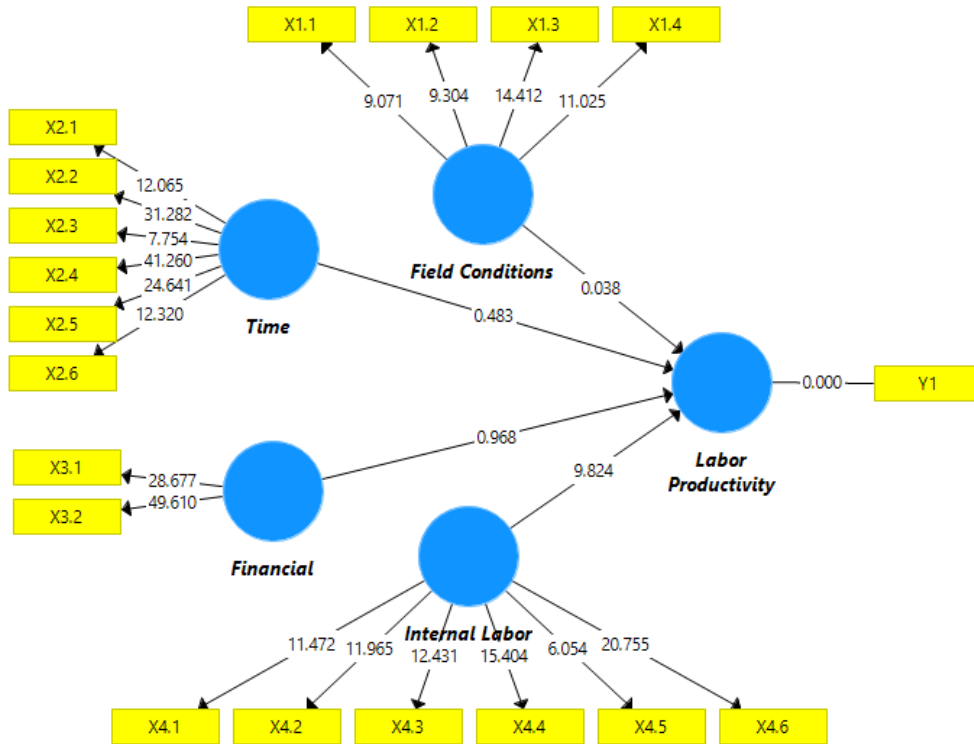 X1.1
X1.2
X1.3
X1.4
9.071
9.304
14.412
11.025
X2.1
X2.2
X2.3
X2.4
X2.5
X2.6
12.065
31.282
7.754
41.260
24.641
12.320
Time
Field Conditions
0.038
0.483
0.968
9.824
0.000
Y1
Labor
Productivity
X3.1
X3.2
28.677
49.610
Financial
Internal Labor
11.472
11.965
12.431
15.404
6.054
20.755
X4.1
X4.2
X4.3
X4.4
X4.5
X4.6